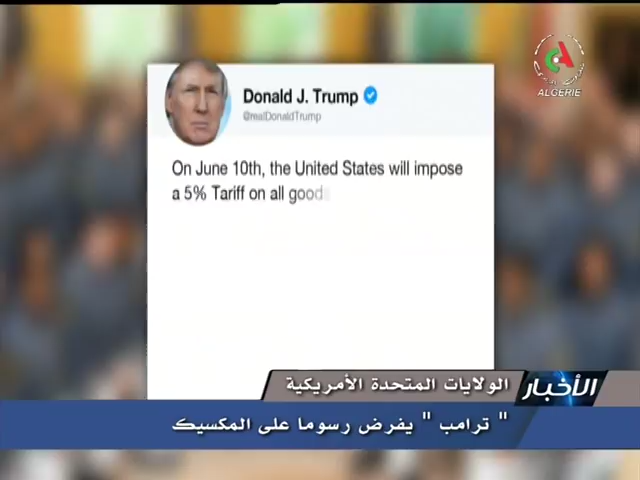 ALGERIE
Donald J. Trump
@realDonaldTrump
On June 10th, the United States will impose
a 5% Tariff on all goods
الولايات المتحدة الأمريكية
الأخبار
" ترامب " يفرض رسوما على المكسيك